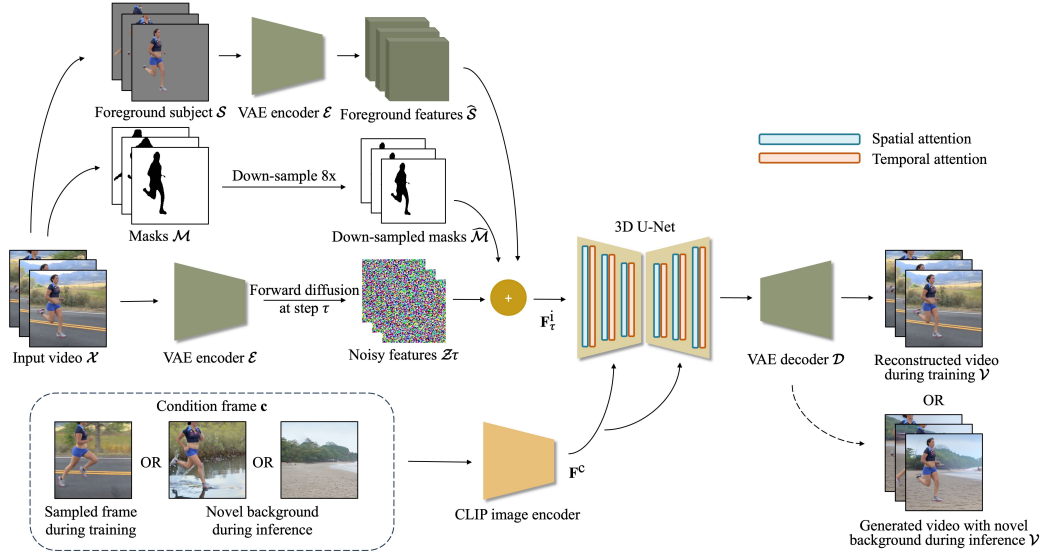 Foreground subject 𝒮
VAE encoder ℰ
Foreground features 𝒮̂
Spatial attention
Temporal attention
Down-sample 8x
Masks ℳ
Down-sampled masks ℳ̂
3D U-Net
Forward diffusion
at step τ
+
F^i_τ
Input video 𝒳
VAE encoder ℰ
Noisy features 𝒵τ
VAE decoder 𝒟
Reconstructed video
during training 𝒱
OR
Condition frame c
OR
OR
Sampled frame
during training
Novel background
during inference
F^c
CLIP image encoder
Generated video with novel
background during inference 𝒱